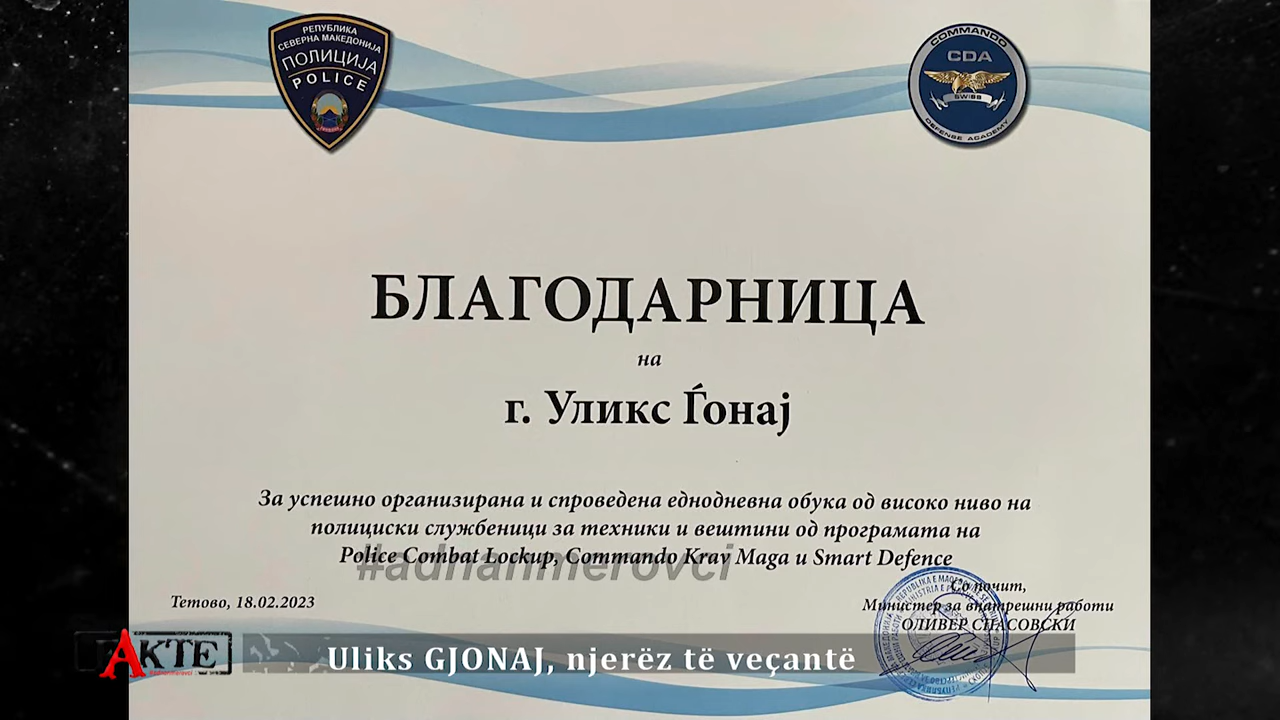 РЕПУБЛИКА
СЕВЕРНА МАКЕДОНИЈА
ПОЛИЦИЈА
POLICE
COMMANDO
CDA
SWISS
DEFENSE ACADEMY
БЛАГОДАРНИЦА
на
г. Уликс Ѓонај
За успешно организирана и спроведена еднодневна обука од високо ниво на
полициски службеници за техники и вештини од програмата на
Police Combat Lockup, Commando Krav Maga и Smart Defence
#adnanmerovci
Со почит,
Тетово, 18.02.2023
Министер за внатрешни работи
ОЛИВЕР СПАСОВСКИ
AKTE
Uliks GJONAJ, njerëz të veçantë